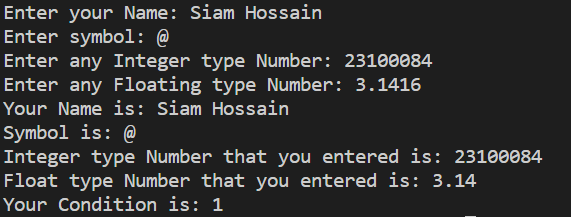 Enter your Name: Siam Hossain
Enter symbol: @
Enter any Integer type Number: 23100084
Enter any Floating type Number: 3.1416
Your Name is: Siam Hossain
Symbol is: @
Integer type Number that you entered is: 23100084
Float type Number that you entered is: 3.14
Your Condition is: 1